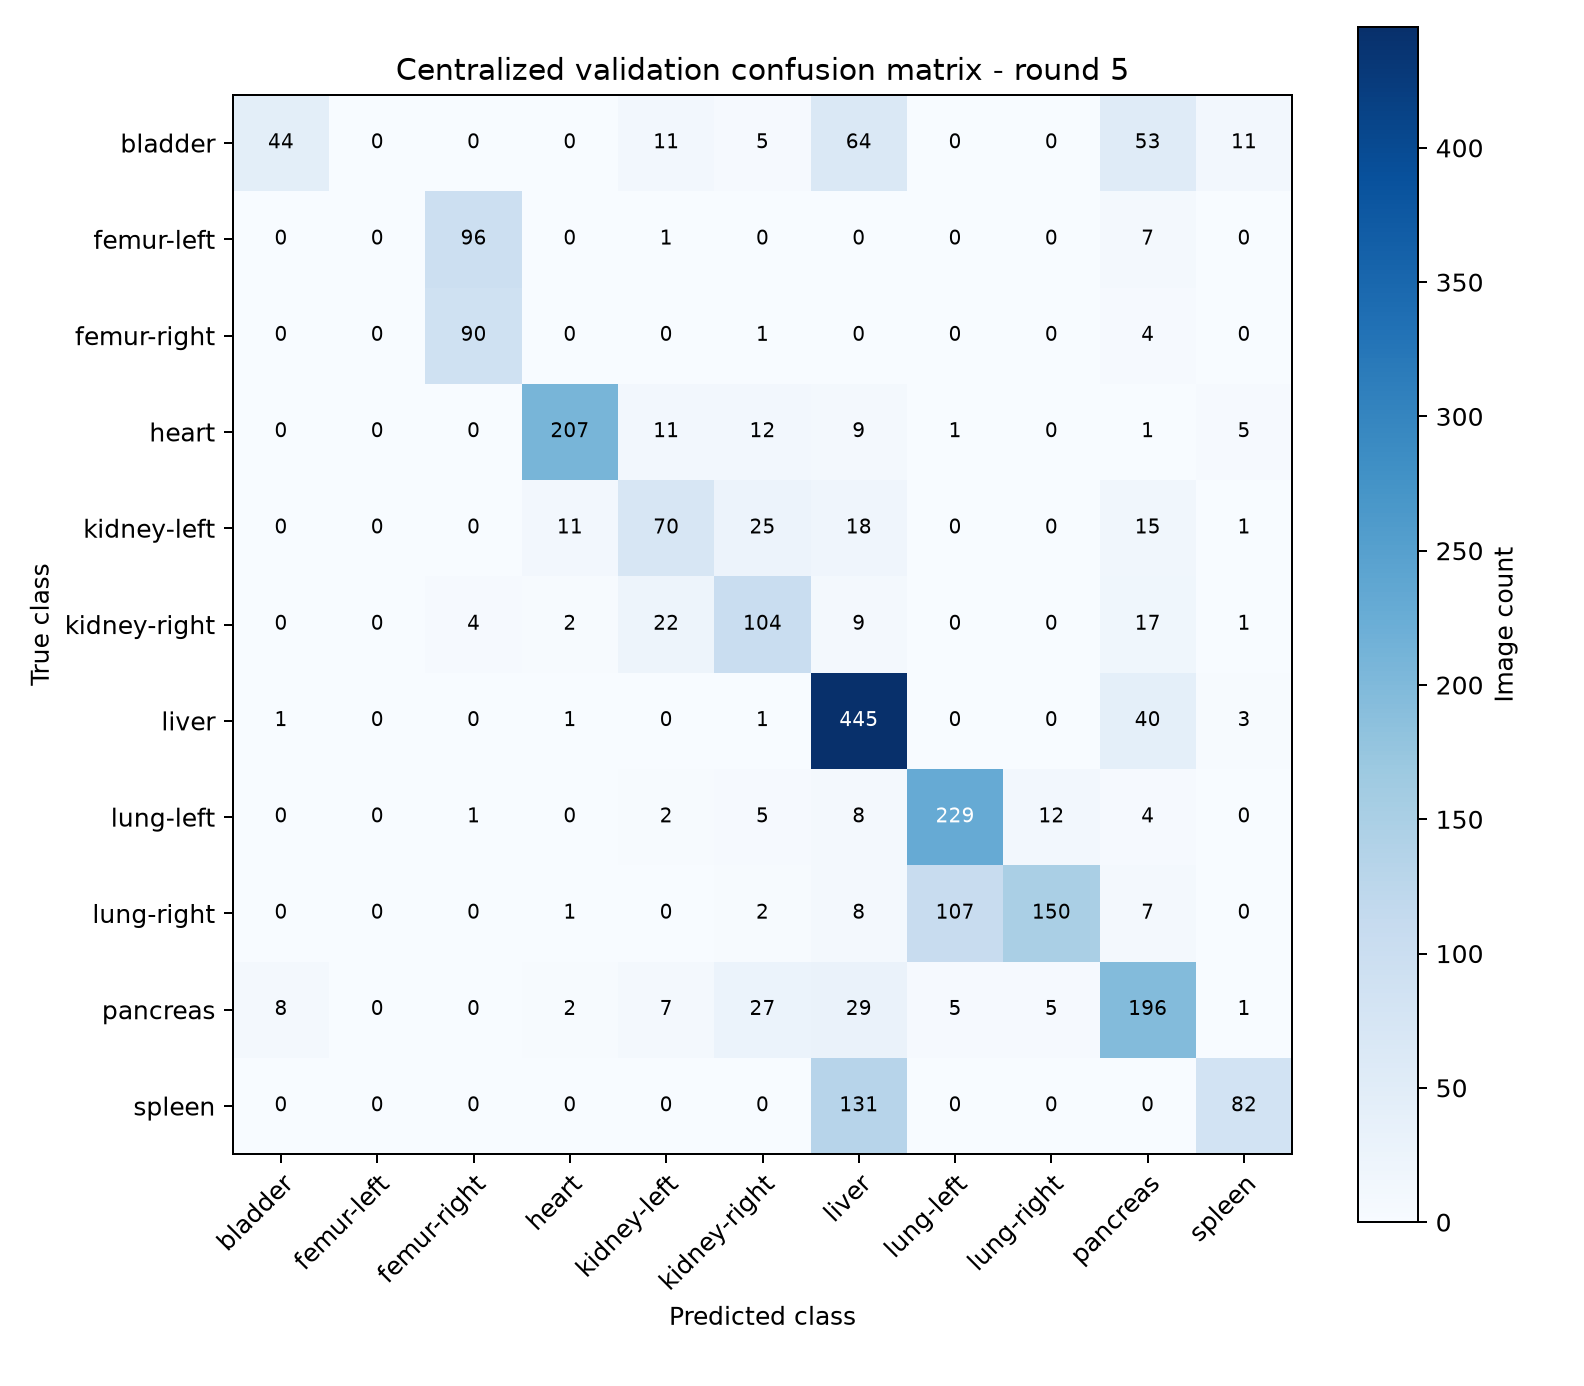 Centralized validation confusion matrix - round 5
bladder 44 0 0 0 11 5 64 0 0 53 11
femur-left 0 0 96 0 1 0 0 0 0 7 0
femur-right 0 0 90 0 0 1 0 0 0 4 0
heart 0 0 0 207 11 12 9 1 0 1 5
kidney-left 0 0 0 11 70 25 18 0 0 15 1
kidney-right 0 0 4 2 22 104 9 0 0 17 1
liver 1 0 0 1 0 1 445 0 0 40 3
lung-left 0 0 1 0 2 5 8 229 12 4 0
lung-right 0 0 0 1 0 2 8 107 150 7 0
pancreas 8 0 0 2 7 27 29 5 5 196 1
spleen 0 0 0 0 0 0 131 0 0 0 82
True class
bladder femur-left femur-right heart kidney-left kidney-right liver lung-left lung-right pancreas spleen
Predicted class
400
350
300
250
200
150
100
50
0
Image count